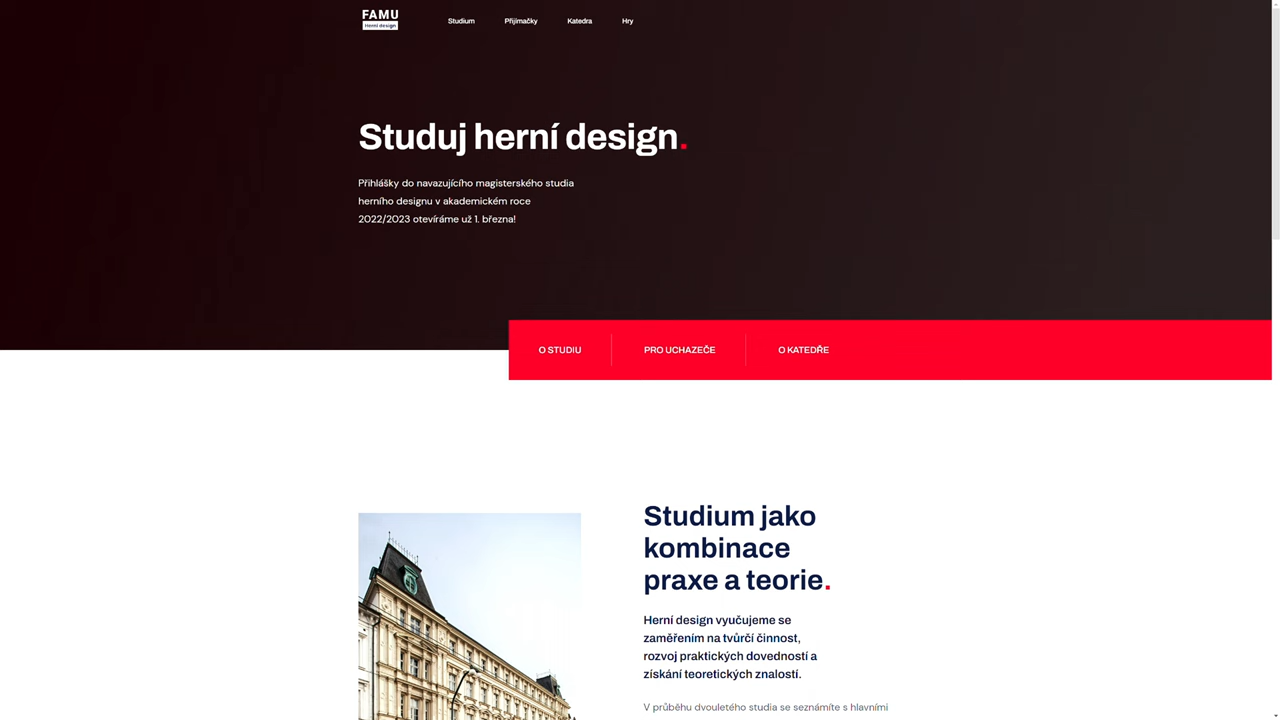 FAMU
Herní design
Studium
Přijímačky
Katedra
Hry
Studuj herní design.
Přihlášky do navazujícího magisterského studia
herního designu v akademickém roce
2022/2023 otevíráme už 1. března!
O STUDIU
PRO UCHAZEČE
O KATEDŘE
Studium jako
kombinace
praxe a teorie.
Herní design vyučujeme se
zaměřením na tvůrčí činnost,
rozvoj praktických dovedností a
získání teoretických znalostí.
V průběhu dvouletého studia se seznámíte s hlavními